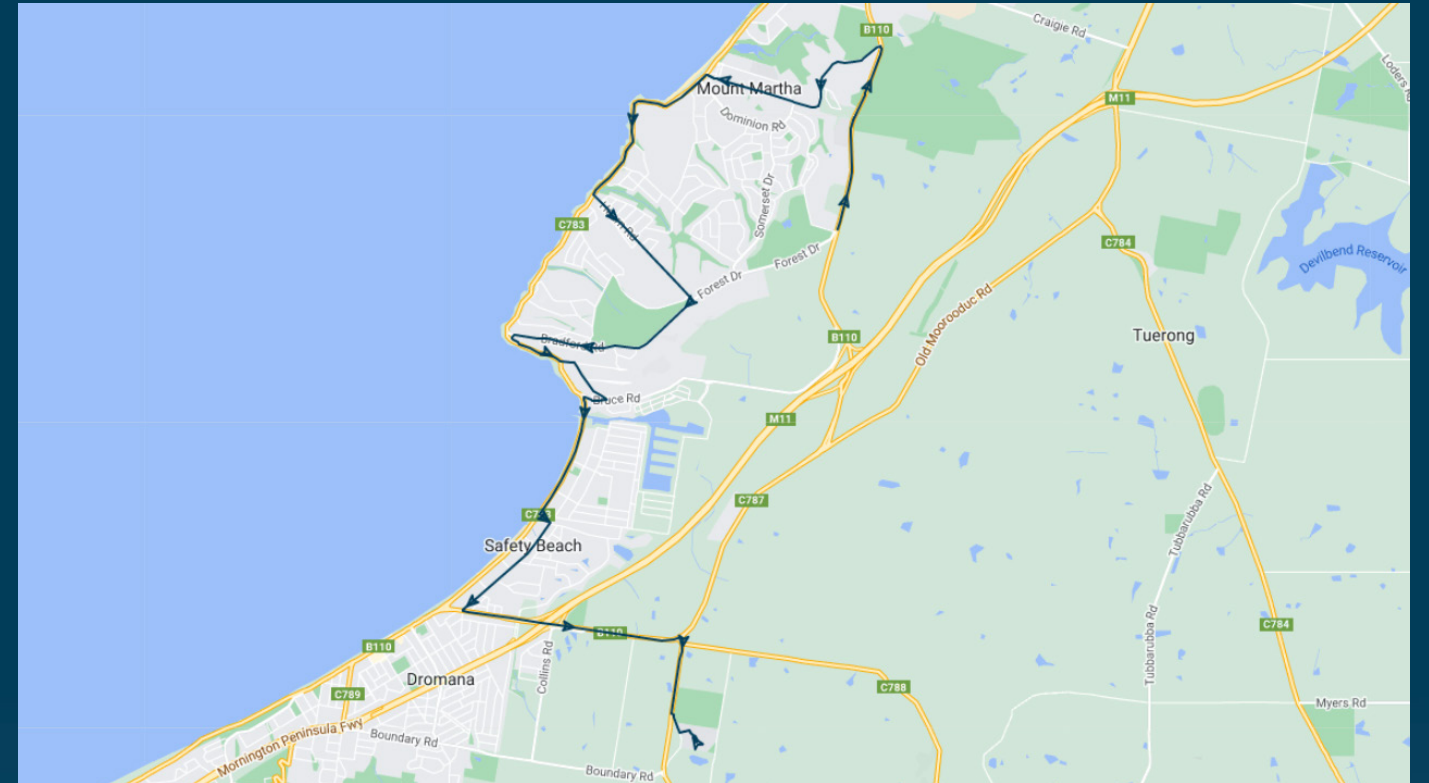 Craigie Rd
B110
Loders Rd
Mount Martha
M11
Dominion Rd
Somerset Dr
C783
C784
Forest Dr
Devilbend Reservoir
Forest Dr
Old Moorooduc Rd
Tuerong
B110
Bradford Rd
Bruce Rd
M11
C787
Safety Beach
Tubbarubba Rd
B110
C784
B110
Collins Rd
Tubbarubba Rd
Dromana
C788
C789
Myers Rd
Mornington Peninsula Fwy
Boundary Rd
Boundary Rd